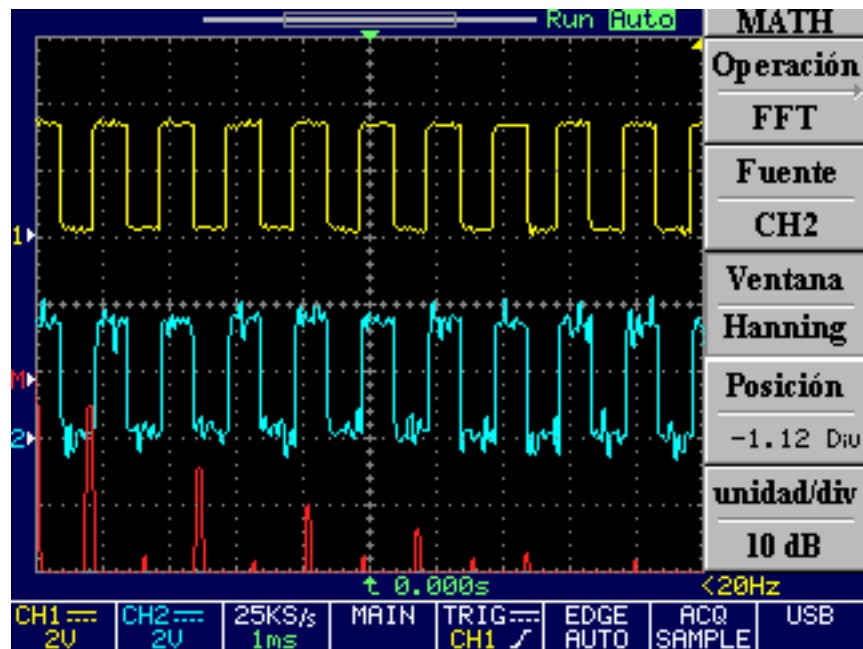 Run Auto
MATH
Operación
FFT
Fuente
CH2
Ventana
Hanning
Posición
-1.12 Div
unidad/div
10 dB
1
M
2
0.000s
<20Hz
CH1 CH2 25KS/s MAIN TRIG EDGE ACQ USB
2V 2V 1ms CH1 AUTO SAMPLE